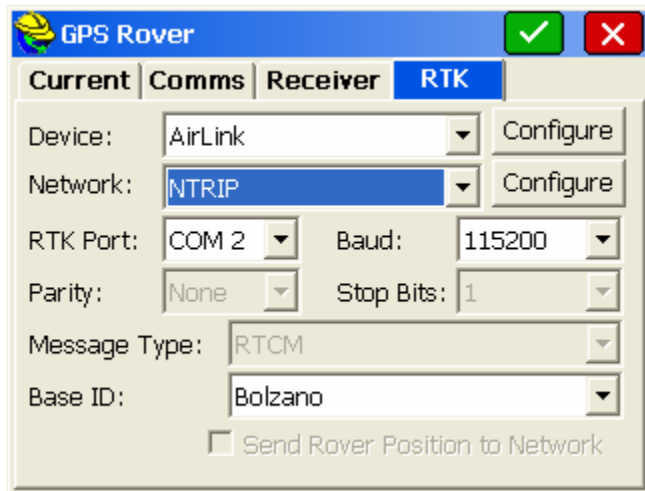 GPS Rover
Current Comms Receiver RTK
Device: AirLink Configure
Network: NTRIP Configure
RTK Port: COM 2 Baud: 115200
Parity: None Stop Bits: 1
Message Type: RTCM
Base ID: Bolzano
Send Rover Position to Network